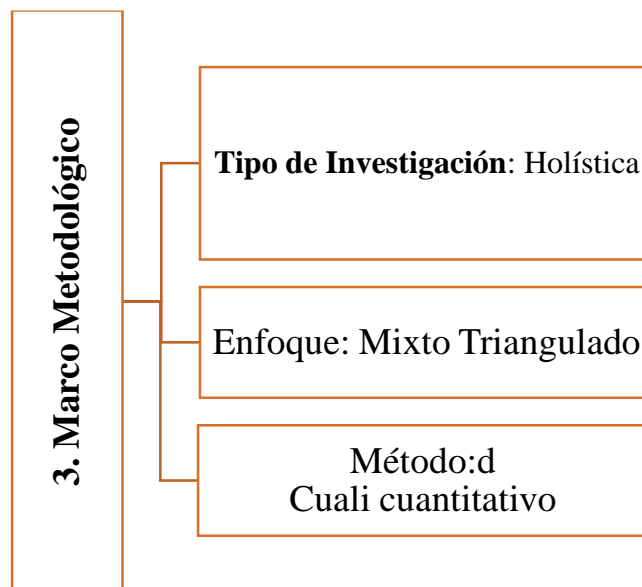 3. Marco Metodológico
Tipo de Investigación: Holística
Enfoque: Mixto Triangulado
Método:d
Cuali cuantitativo